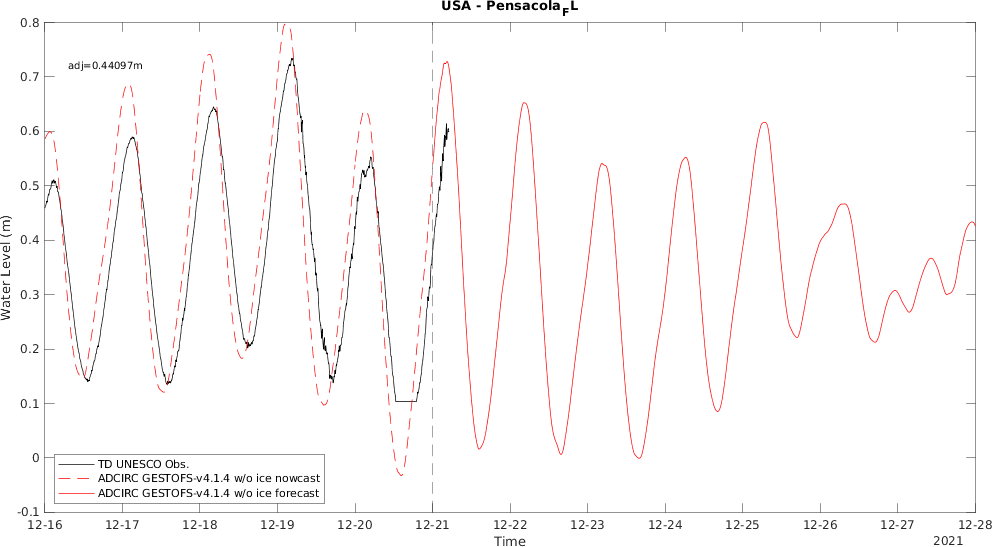 USA - Pensacola_FL
adj=0.44097m
0.8
0.7
0.6
0.5
0.4
0.3
0.2
0.1
0
-0.1
Water Level (m)
TD UNESCO Obs.
ADCIRC GESTOFS-v4.1.4 w/o ice nowcast
ADCIRC GESTOFS-v4.1.4 w/o ice forecast
12-16 12-17 12-18 12-19 12-20 12-21 12-22 12-23 12-24 12-25 12-26 12-27 12-28
Time
2021